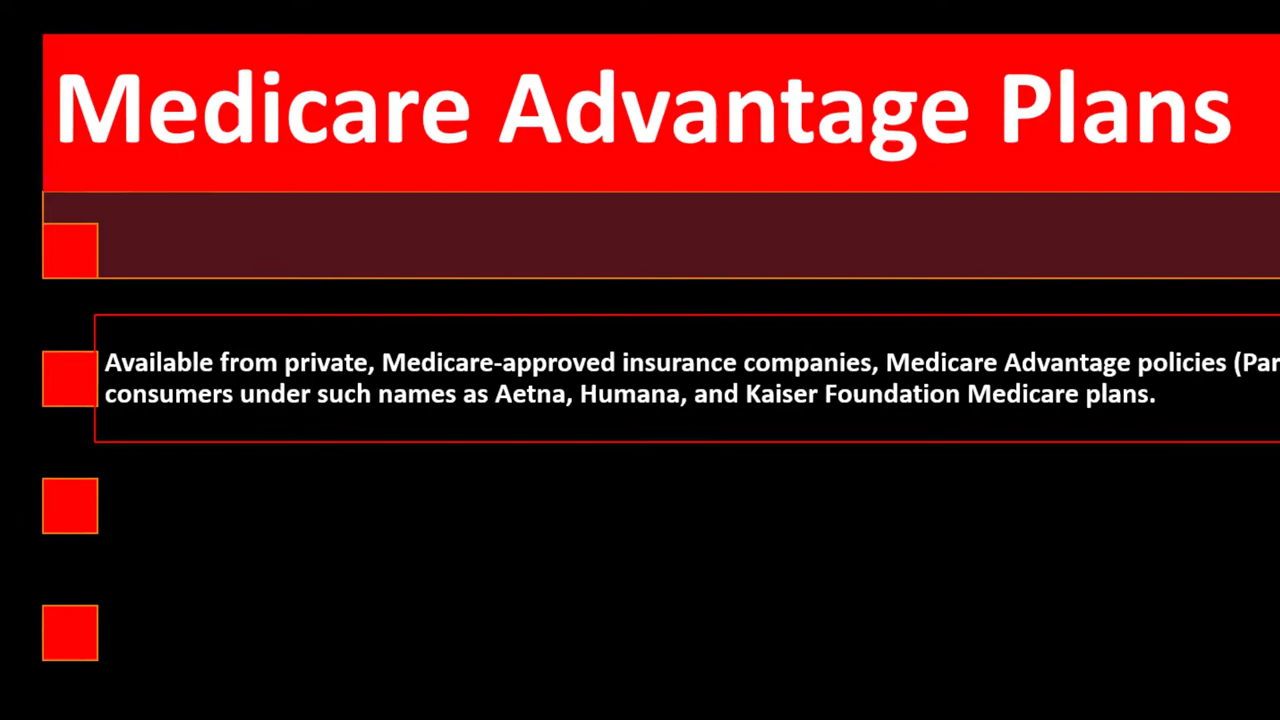 Medicare Advantage Plans
Available from private, Medicare-approved insurance companies, Medicare Advantage policies (Par
consumers under such names as Aetna, Humana, and Kaiser Foundation Medicare plans.